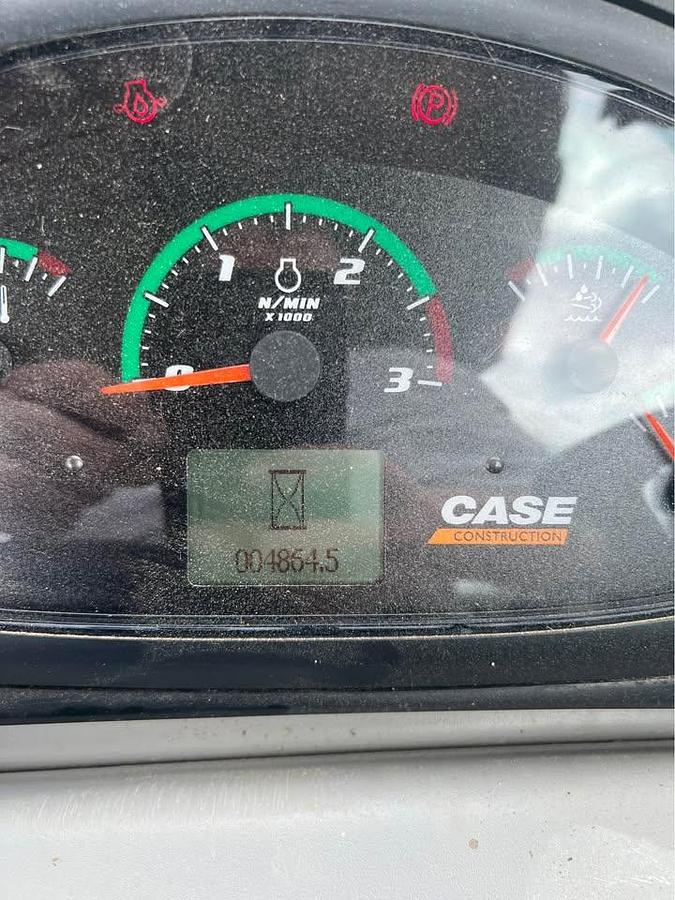 P
1
2
N/MIN
X 1000
0
3
CASE
CONSTRUCTION
004864.5